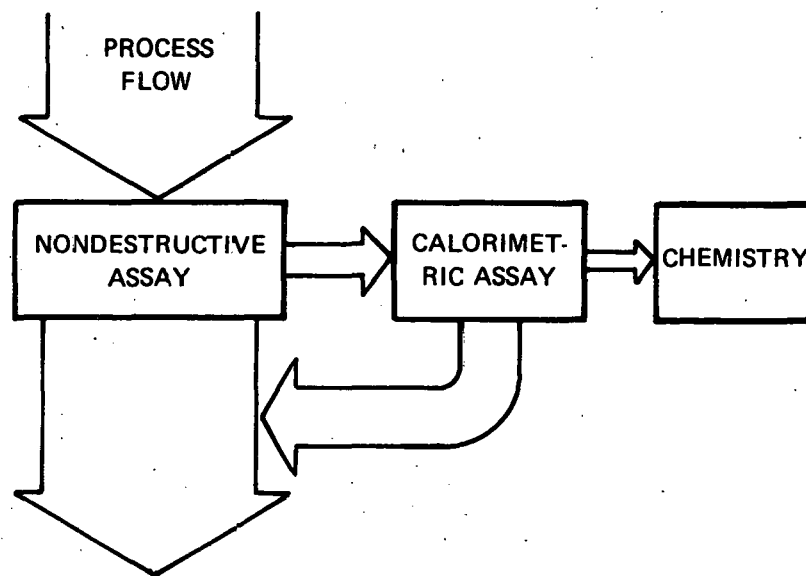 PROCESS
FLOW
NONDESTRUCTIVE
ASSAY
CALORIMET-
RIC ASSAY
CHEMISTRY